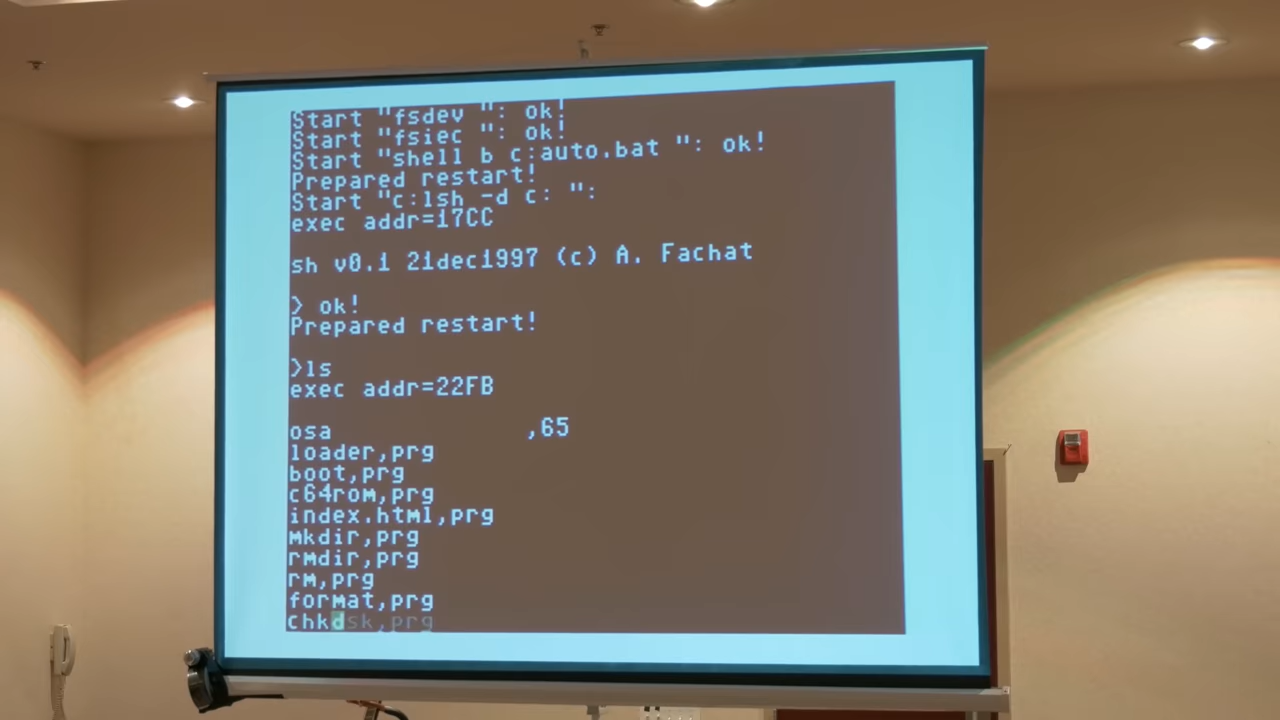 Start "fsdev ": ok!
Start "fsiec ": ok!
Start "shell b c:auto.bat ": ok!
Prepared restart!
Start "c:lsh -d c: ":
exec addr=17CC
sh v0.1 21dec1997 (c) A. Fachat
> ok!
Prepared restart!
>ls
exec addr=22FB
osa ,65
loader,prg
boot,prg
c64rom,prg
index.html,prg
mkdir,prg
rmdir,prg
rm,prg
format,prg
chkdsk,prg